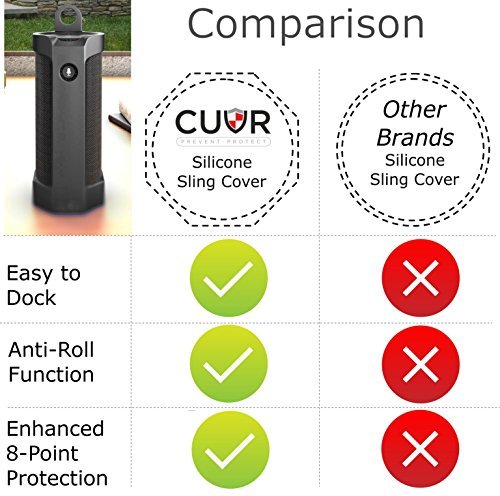 Comparison
CUVR
PREVENT PROTECT
Silicone
Sling Cover
Other
Brands
Silicone
Sling Cover
Easy to
Dock
Anti-Roll
Function
Enhanced
8-Point
Protection